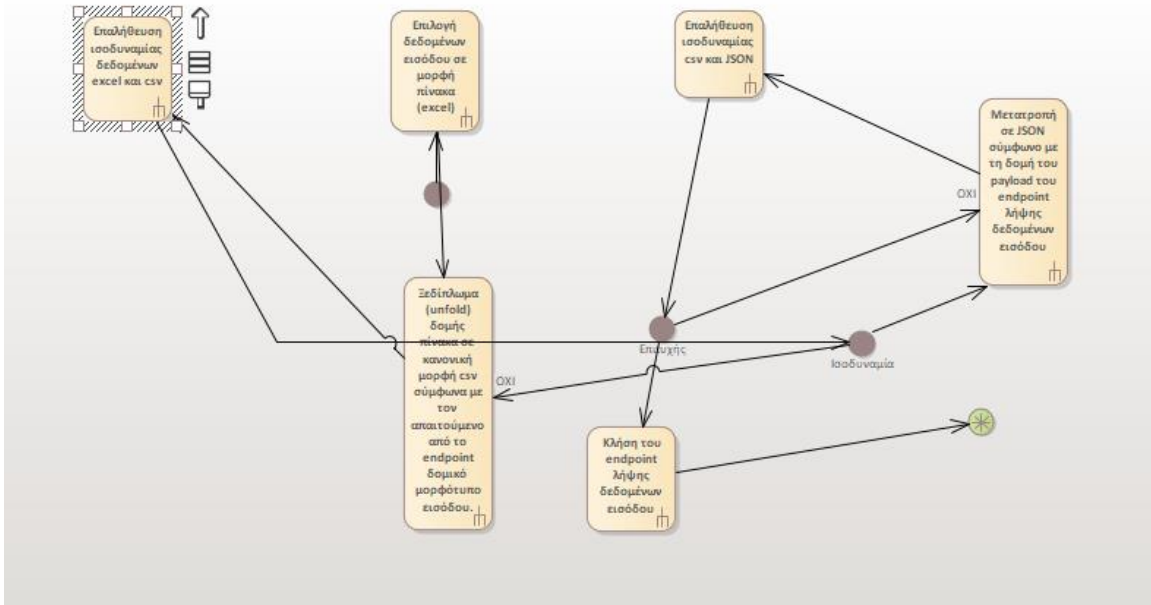 Επαλήθευση
ισοδυναμίας
δεδομένων
excel και csv
Επιλογή
δεδομένων
εισόδου σε
μορφή
πίνακα
(excel)
Επαλήθευση
ισοδυναμίας
csv και JSON
Μετατροπή
σε JSON
σύμφωνο με
τη δομή του
payload του
endpoint
λήψης
δεδομένων
εισόδου
ΟΧΙ
Ξεδίπλωμα
(unfold)
δομής
πίνακα σε
κανονική
μορφή csv
σύμφωνα με
τον
απαιτούμενο
από το
endpoint
δομικό
μορφότυπο
εισόδου.
ΟΧΙ
Επιτυχής
Ισοδυναμία
Κλήση του
endpoint
λήψης
δεδομένων
εισόδου